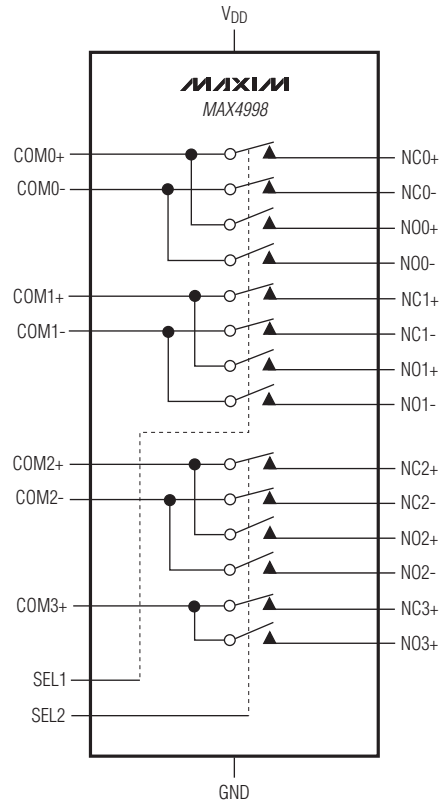 VDD
MAXIM
MAX4998
COM0+
NC0+
COM0-
NC0-
NO0+
NO0-
COM1+
NC1+
COM1-
NC1-
NO1+
NO1-
COM2+
NC2+
COM2-
NC2-
NO2+
NO2-
COM3+
NC3+
NO3+
SEL1
SEL2
GND